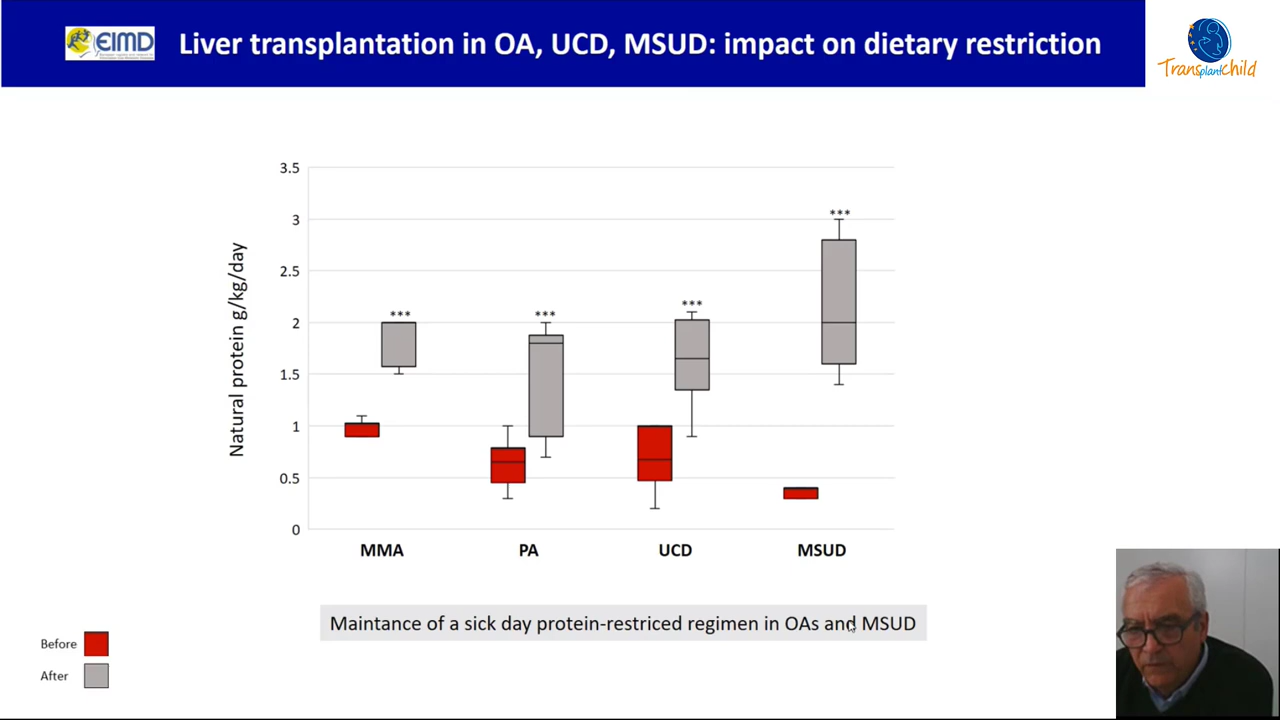 EIMD
Liver transplantation in OA, UCD, MSUD: impact on dietary restriction
TransplantChild
Natural protein g/kg/day
3.5
3
2.5
2
1.5
1
0.5
0
***
***
***
***
MMA PA UCD MSUD
Maintance of a sick day protein-restriced regimen in OAs and MSUD
Before
After